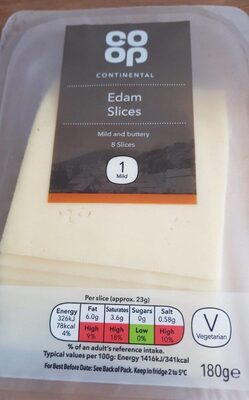 CO
OP
CONTINENTAL
Edam
Slices
Mild and buttery
8 Slices
1
Mild
Per slice (approx. 23g)
Energy 326kJ 78kcal 4%
Fat 6.0g High 9%
Saturates 3.6g High 18%
Sugars 0g Low 0%
Salt 0.58g High 10%
V
Vegetarian
% of an adult's reference intake.
Typical values per 100g: Energy 1416kJ/341kcal
For Best Before Date: See Back of Pack. Keep in fridge 2 to 5°C
180g℮